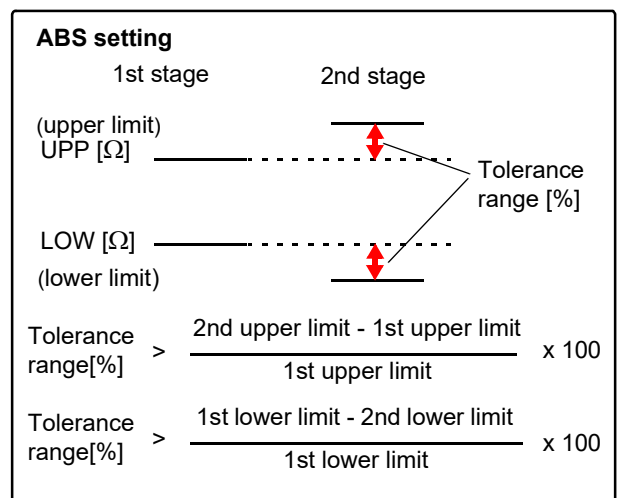 ABS setting
1st stage 2nd stage
(upper limit)
UPP [Ω]
Tolerance
range [%]
LOW [Ω]
(lower limit)
Tolerance
range[%] > 2nd upper limit - 1st upper limit
1st upper limit
x 100
Tolerance
range[%] > 1st lower limit - 2nd lower limit
1st lower limit
x 100